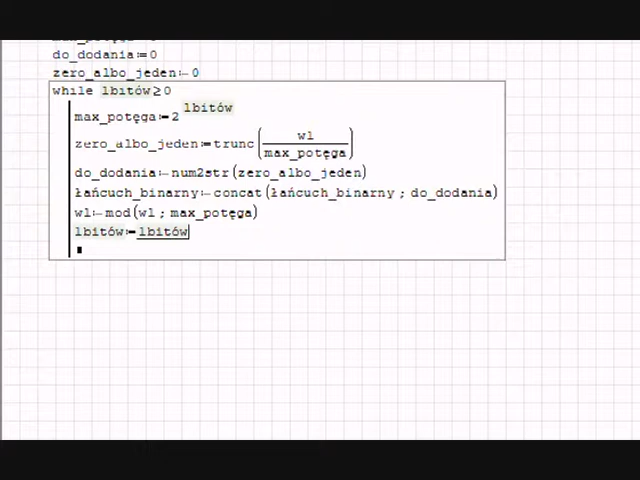 do_dodania:=0
zero_albo_jeden:=0
while lbitów≥0
max_potęga:=2 lbitów
zero_albo_jeden:=trunc(wl
max_potęga)
do_dodania:=num2str(zero_albo_jeden)
łańcuch_binarny:=concat(łańcuch_binarny ; do_dodania)
wl:=mod(wl ; max_potęga)
lbitów:=lbitów